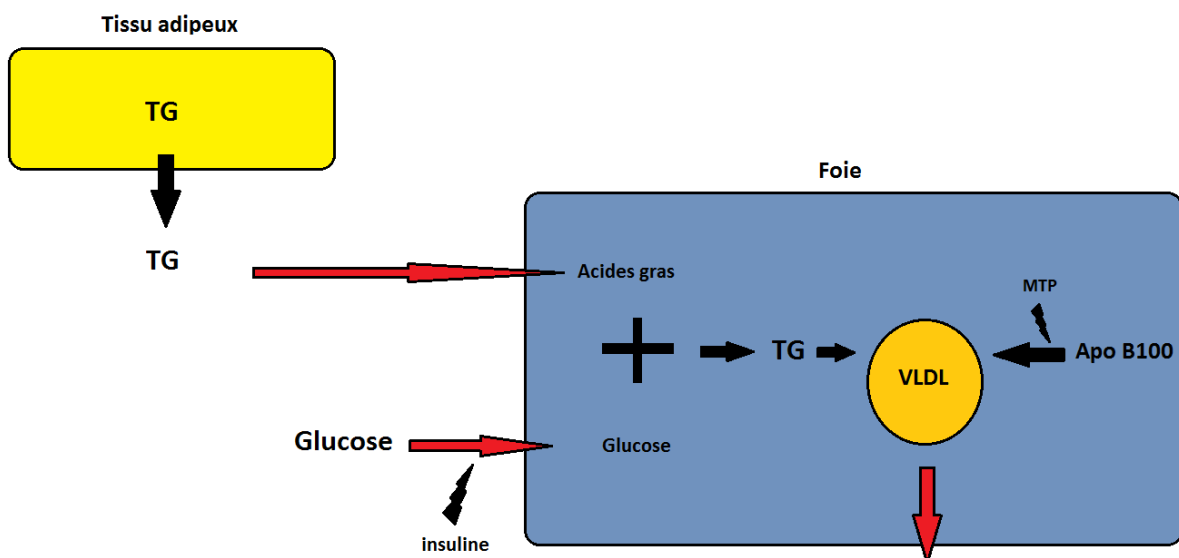 Tissu adipeux
TG
Foie
TG
Acides gras
MTP
TG
VLDL
Apo B100
Glucose
Glucose
insuline